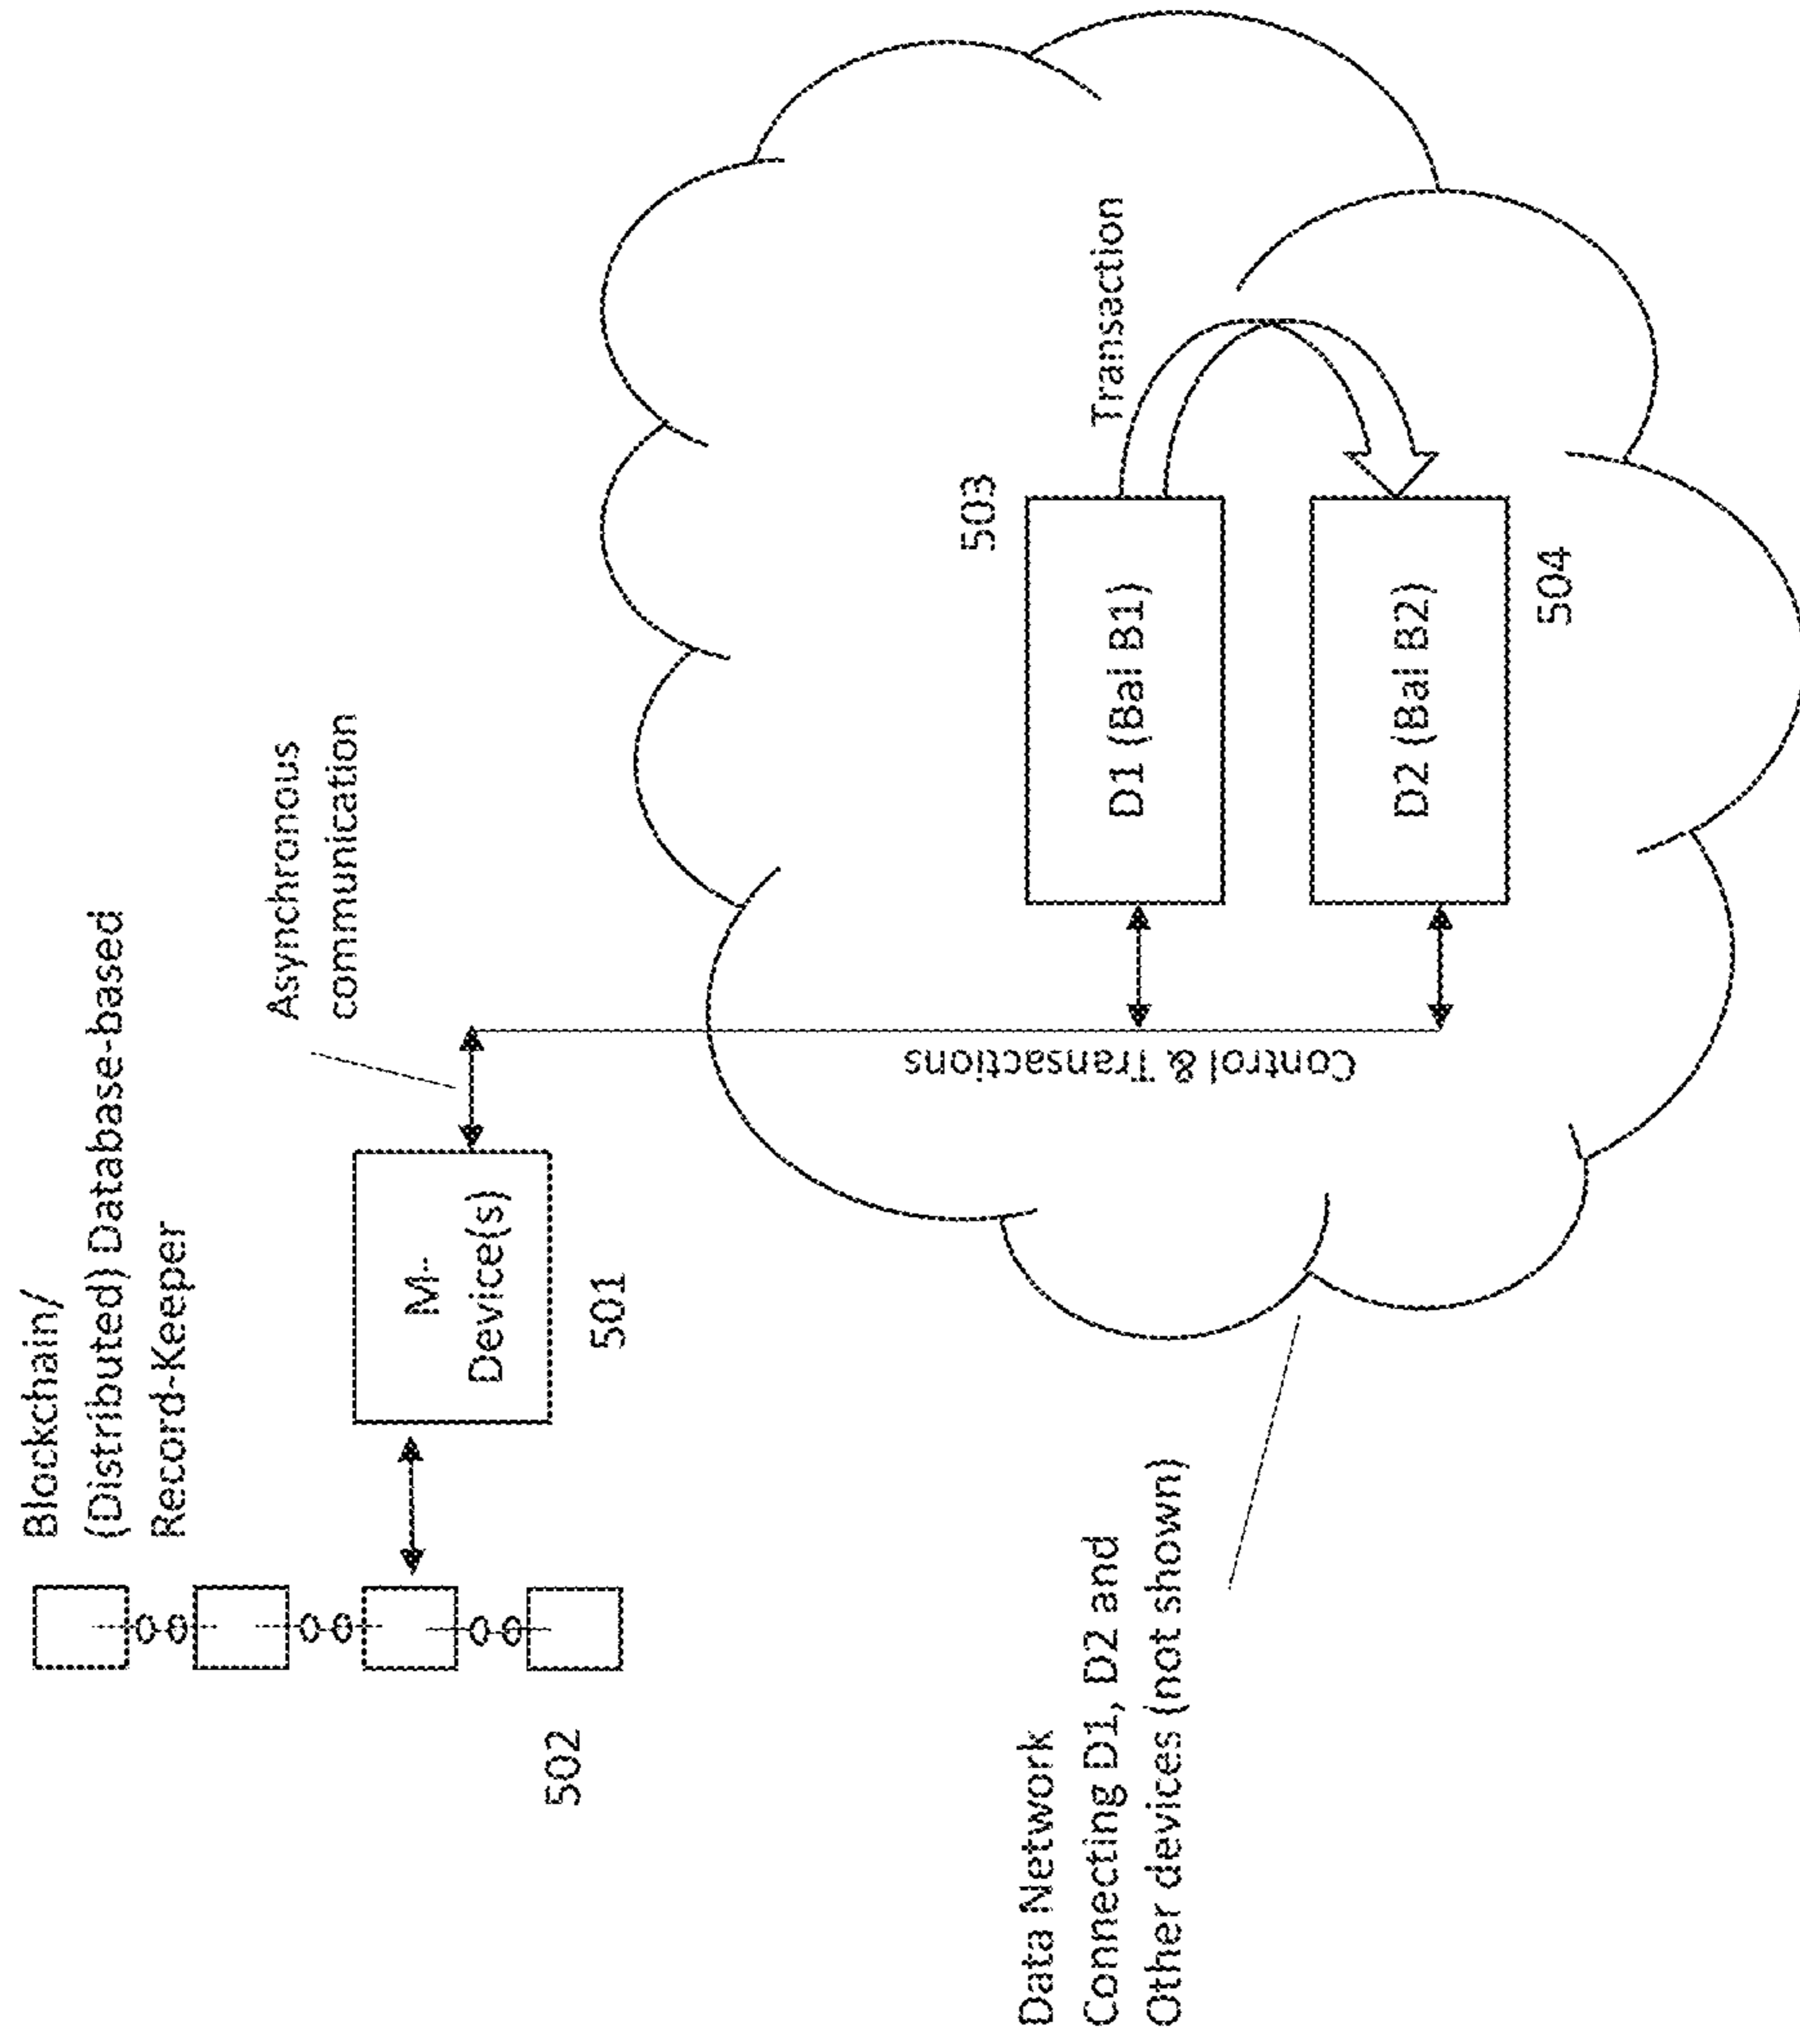 Blockchain/
(Distributed) Database-based
Record-Keeper
502
M-
Device(s)
501
Asynchronous
communication
Control & Transactions
503
D1 (Bal B1)
D2 (Bal B2)
504
Transaction
Data Network
Connecting D1, D2 and
Other devices (not shown)